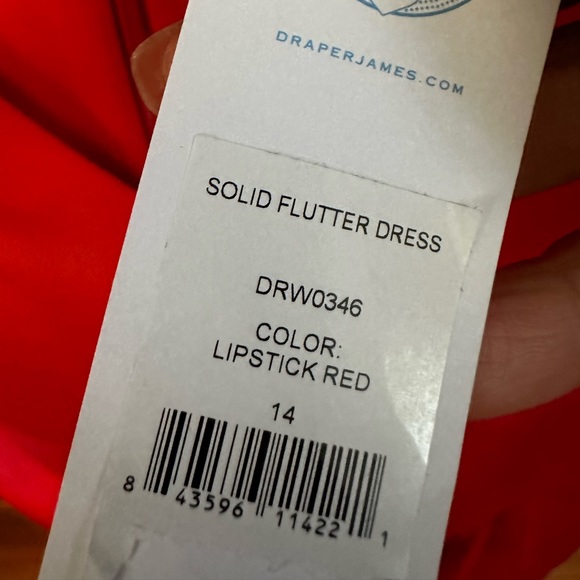 DRAPERJAMES.COM
SOLID FLUTTER DRESS
DRW0346
COLOR:
LIPSTICK RED
14
8 43596 11422 1